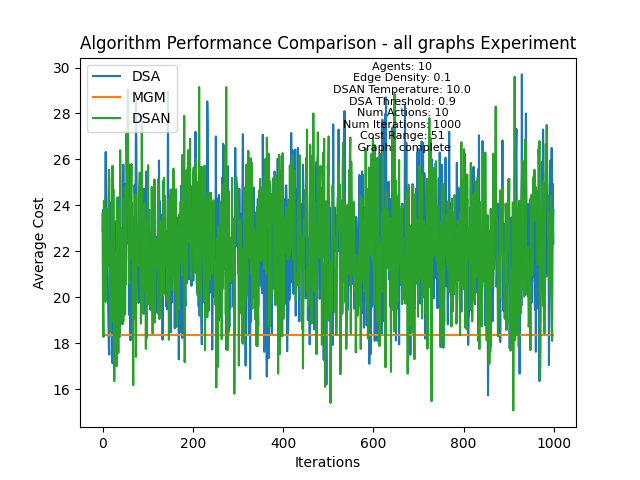 Algorithm Performance Comparison - all graphs Experiment
DSA
MGM
DSAN
Agents: 10
Edge Density: 0.1
DSAN Temperature: 10.0
DSA Threshold: 0.9
Num Actions: 10
Num Iterations: 1000
Cost Range: 51
Graph: complete
Average Cost
30
28
26
24
22
20
18
16
0
200
400
600
800
1000
Iterations